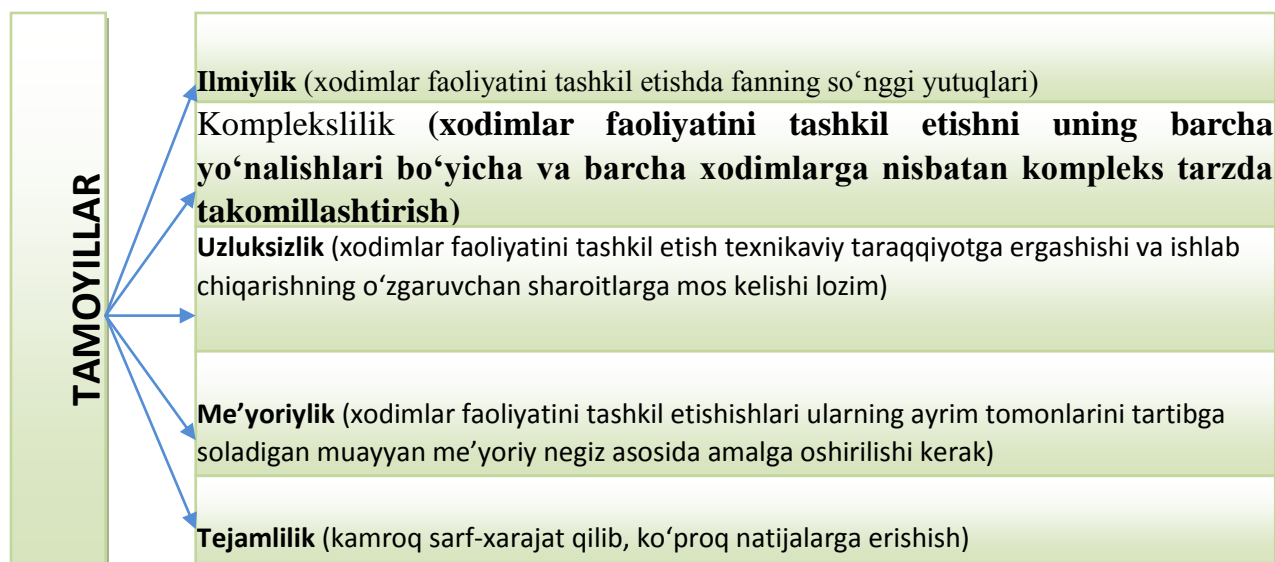 TAMOYILLAR
Ilmiylik (xodimlar faoliyatini tashkil etishda fanning so‘nggi yutuqlari)
Komplekslilik (xodimlar faoliyatini tashkil etishni uning barcha
yo‘nalishlari bo‘yicha va barcha xodimlarga nisbatan kompleks tarzda
takomillashtirish)
Uzluksizlik (xodimlar faoliyatini tashkil etish texnikaviy taraqqiyotga ergashishi va ishlab
chiqarishning o‘zgaruvchan sharoitlarga mos kelishi lozim)
Me’yoriylik (xodimlar faoliyatini tashkil etishishlari ularning ayrim tomonlarini tartibga
soladigan muayyan me’yoriy negiz asosida amalga oshirilishi kerak)
Tejamlilik (kamroq sarf-xarajat qilib, ko‘proq natijalarga erishish)